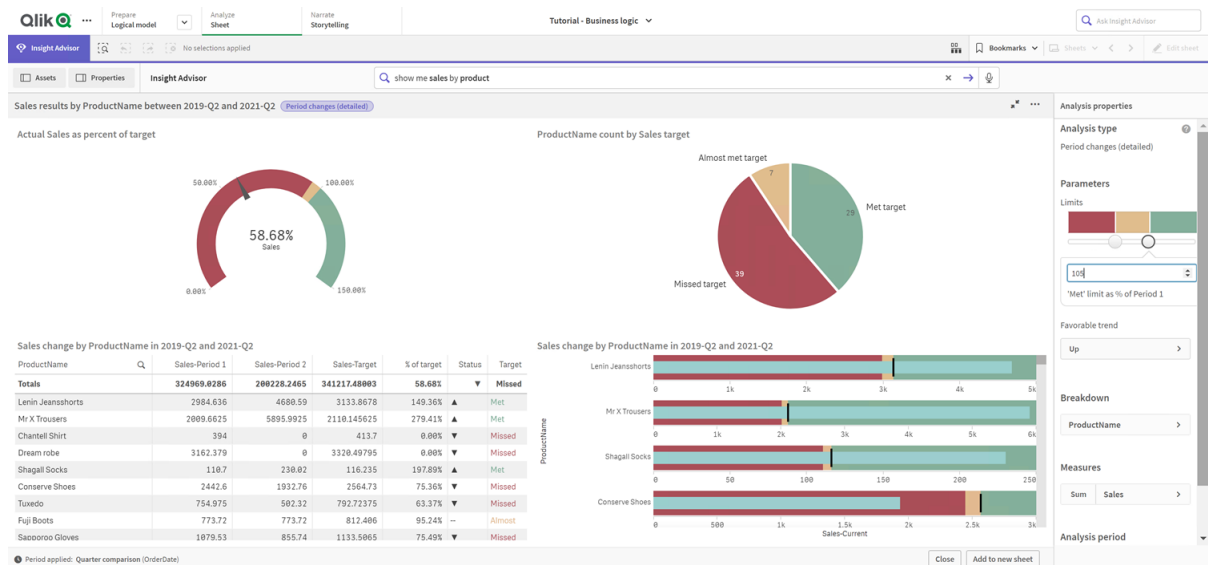 Qlik
Prepare
Logical model
Analyze
Sheet
Narrate
Storytelling
Tutorial - Business logic
Ask Insight Advisor
Insight Advisor
No selections applied
Bookmarks
Sheets
Edit sheet
Assets
Properties
Insight Advisor
show me sales by product
Sales results by ProductName between 2019-Q2 and 2021-Q2
Period changes (detailed)
Actual Sales as percent of target
50.00%
100.00%
58.68%
Sales
0.00%
150.00%
ProductName count by Sales target
Almost met target
7
29
Met target
39
Missed target
Sales change by ProductName in 2019-Q2 and 2021-Q2
ProductName Sales-Period 1 Sales-Period 2 Sales-Target % of target Status Target
Totals 324969.0286 200228.2465 341217.48003 58.68% ▼ Missed
Lenin Jeansshorts 2984.636 4680.59 3133.8678 149.36% ▲ Met
Mr X Trousers 2009.6625 5895.9925 2110.145625 279.41% ▲ Met
Chantell Shirt 394 0 413.7 0.00% ▼ Missed
Dream robe 3162.379 0 3320.49795 0.00% ▼ Missed
Shagall Socks 110.7 230.02 116.235 197.89% ▲ Met
Conserve Shoes 2442.6 1932.76 2564.73 75.36% ▼ Missed
Tuxedo 754.975 502.32 792.72375 63.37% ▼ Missed
Fuji Boots 773.72 773.72 812.406 95.24% -- Almost
Sapporoo Gloves 1079.53 855.74 1133.5065 75.49% ▼ Missed
Sales change by ProductName in 2019-Q2 and 2021-Q2
ProductName
Lenin Jeansshorts
0 1k 2k 3k 4k 5k
Mr X Trousers
0 1k 2k 3k 4k 5k 6k
Shagall Socks
0 50 100 150 200 250
Conserve Shoes
0 500 1k 1.5k 2k 2.5k 3k
Sales-Current
Analysis properties
Analysis type
Period changes (detailed)
Parameters
Limits
105
'Met' limit as % of Period 1
Favorable trend
Up
Breakdown
ProductName
Measures
Sum Sales
Analysis period
Period applied: Quarter comparison (OrderDate)
Close
Add to new sheet